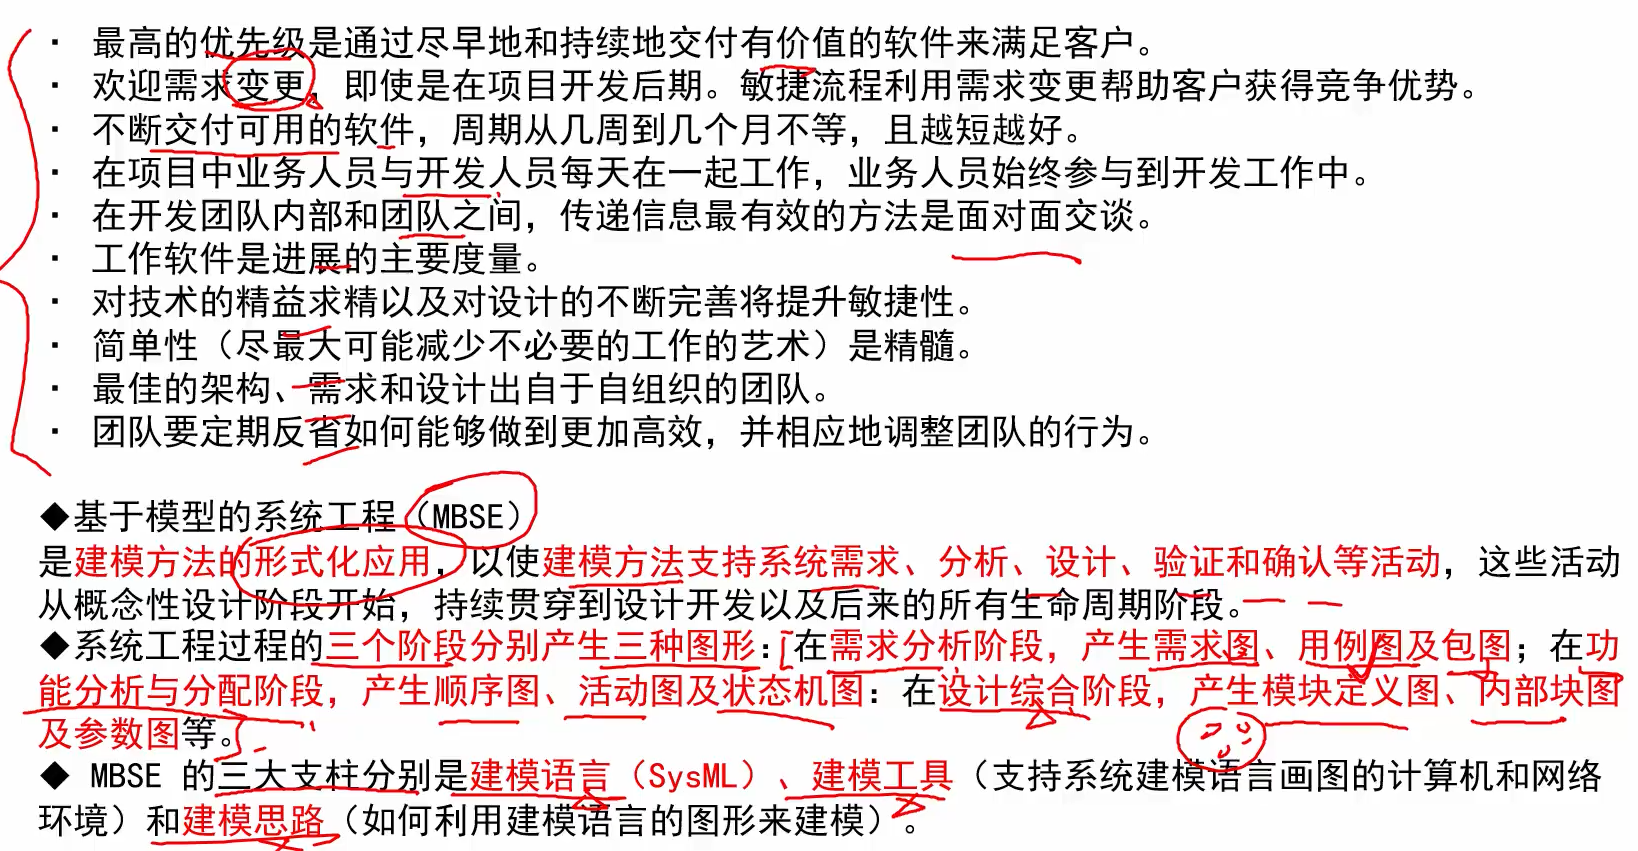 · 最高的优先级是通过尽早地和持续地交付有价值的软件来满足客户。
· 欢迎需求变更，即使是在项目开发后期。敏捷流程利用需求变更帮助客户获得竞争优势。
· 不断交付可用的软件，周期从几周到几个月不等，且越短越好。
· 在项目中业务人员与开发人员每天在一起工作，业务人员始终参与到开发工作中。
· 在开发团队内部和团队之间，传递信息最有效的方法是面对面交谈。
· 工作软件是进展的主要度量。
· 对技术的精益求精以及对设计的不断完善将提升敏捷性。
· 简单性（尽最大可能减少不必要的工作的艺术）是精髓。
· 最佳的架构、需求和设计出自于自组织的团队。
· 团队要定期反省如何能够做到更加高效，并相应地调整团队的行为。
◆基于模型的系统工程（MBSE）
是建模方法的形式化应用，以使建模方法支持系统需求、分析、设计、验证和确认等活动，这些活动
从概念性设计阶段开始，持续贯穿到设计开发以及后来的所有生命周期阶段。
◆系统工程过程的三个阶段分别产生三种图形：在需求分析阶段，产生需求图、用例图及包图；在功
能分析与分配阶段，产生顺序图、活动图及状态机图：在设计综合阶段，产生模块定义图、内部块图
及参数图等。
◆ MBSE 的三大支柱分别是建模语言（SysML）、建模工具（支持系统建模语言画图的计算机和网络
环境）和建模思路（如何利用建模语言的图形来建模）。